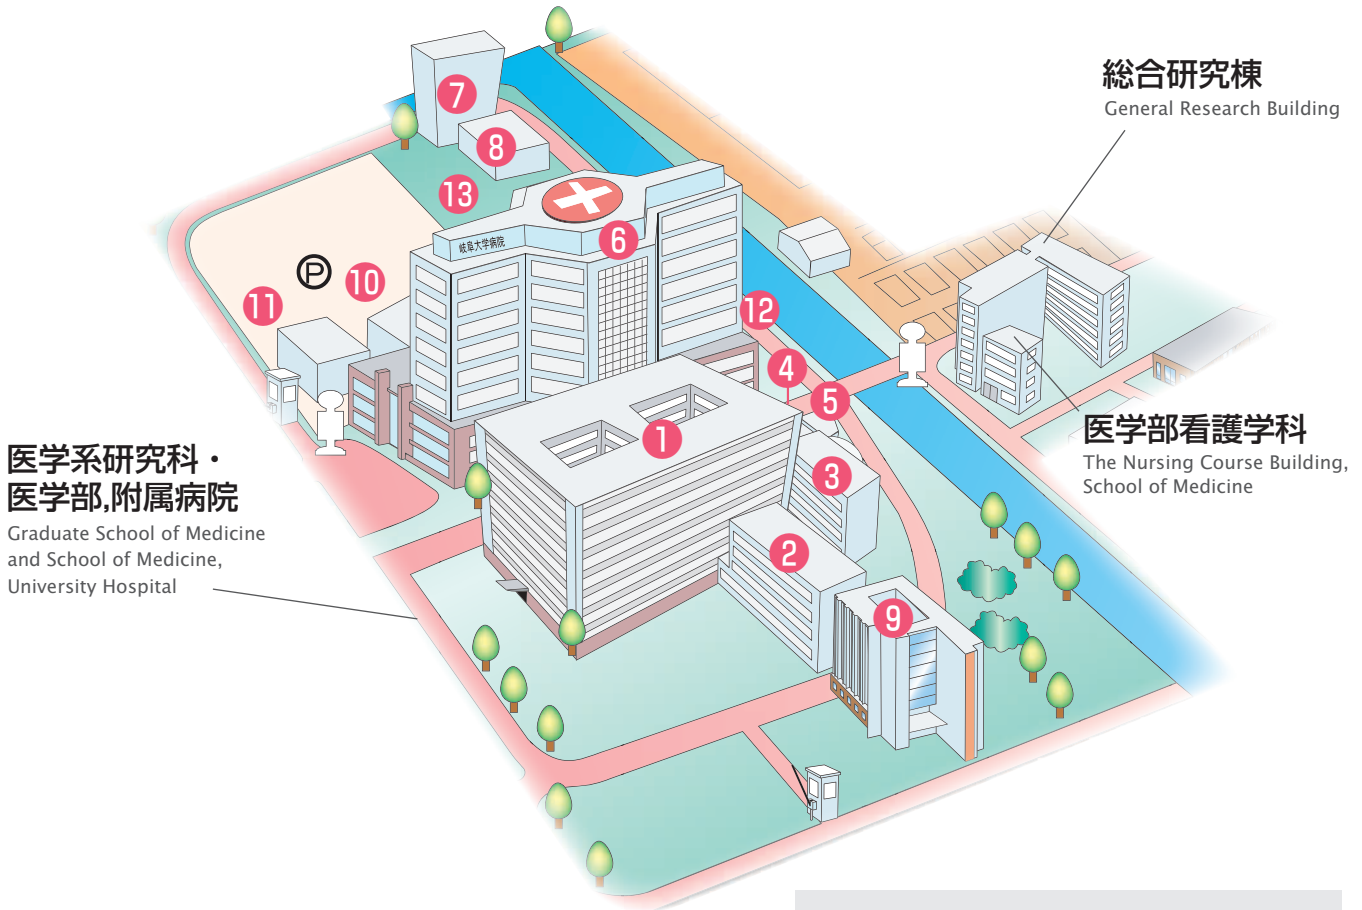 総合研究棟
General Research Building
7
8
13
岐阜大学病院
6
P
10
11
12
4
5
1
3
医学部看護学科
The Nursing Course Building,
School of Medicine
医学系研究科・
医学部,附属病院
Graduate School of Medicine
and School of Medicine,
University Hospital
2
9